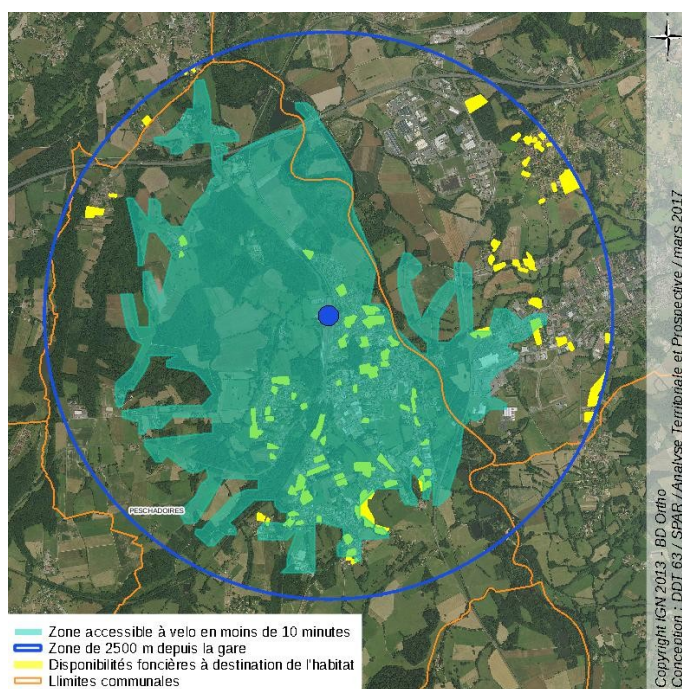 PESCHADOIRES
Zone accessible à velo en moins de 10 minutes
Zone de 2500 m depuis la gare
Disponibilités foncières à destination de l'habitat
Llimites communales
Copyright IGN 2013 - BD Ortho
Conception : DDT 63 / SPAR / Analyse Territoriale et Prospective / mars 2017